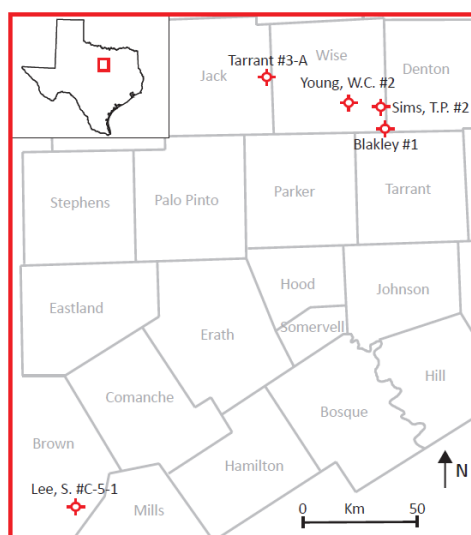 Tarrant #3-A
Wise
Jack
Denton
Young, W.C. #2
Sims, T.P. #2
Blakley #1
Stephens
Palo Pinto
Parker
Tarrant
Hood
Johnson
Eastland
Somervell
Erath
Hill
Comanche
Bosque
Brown
Hamilton
Lee, S. #C-5-1
Mills
N
0 Km 50